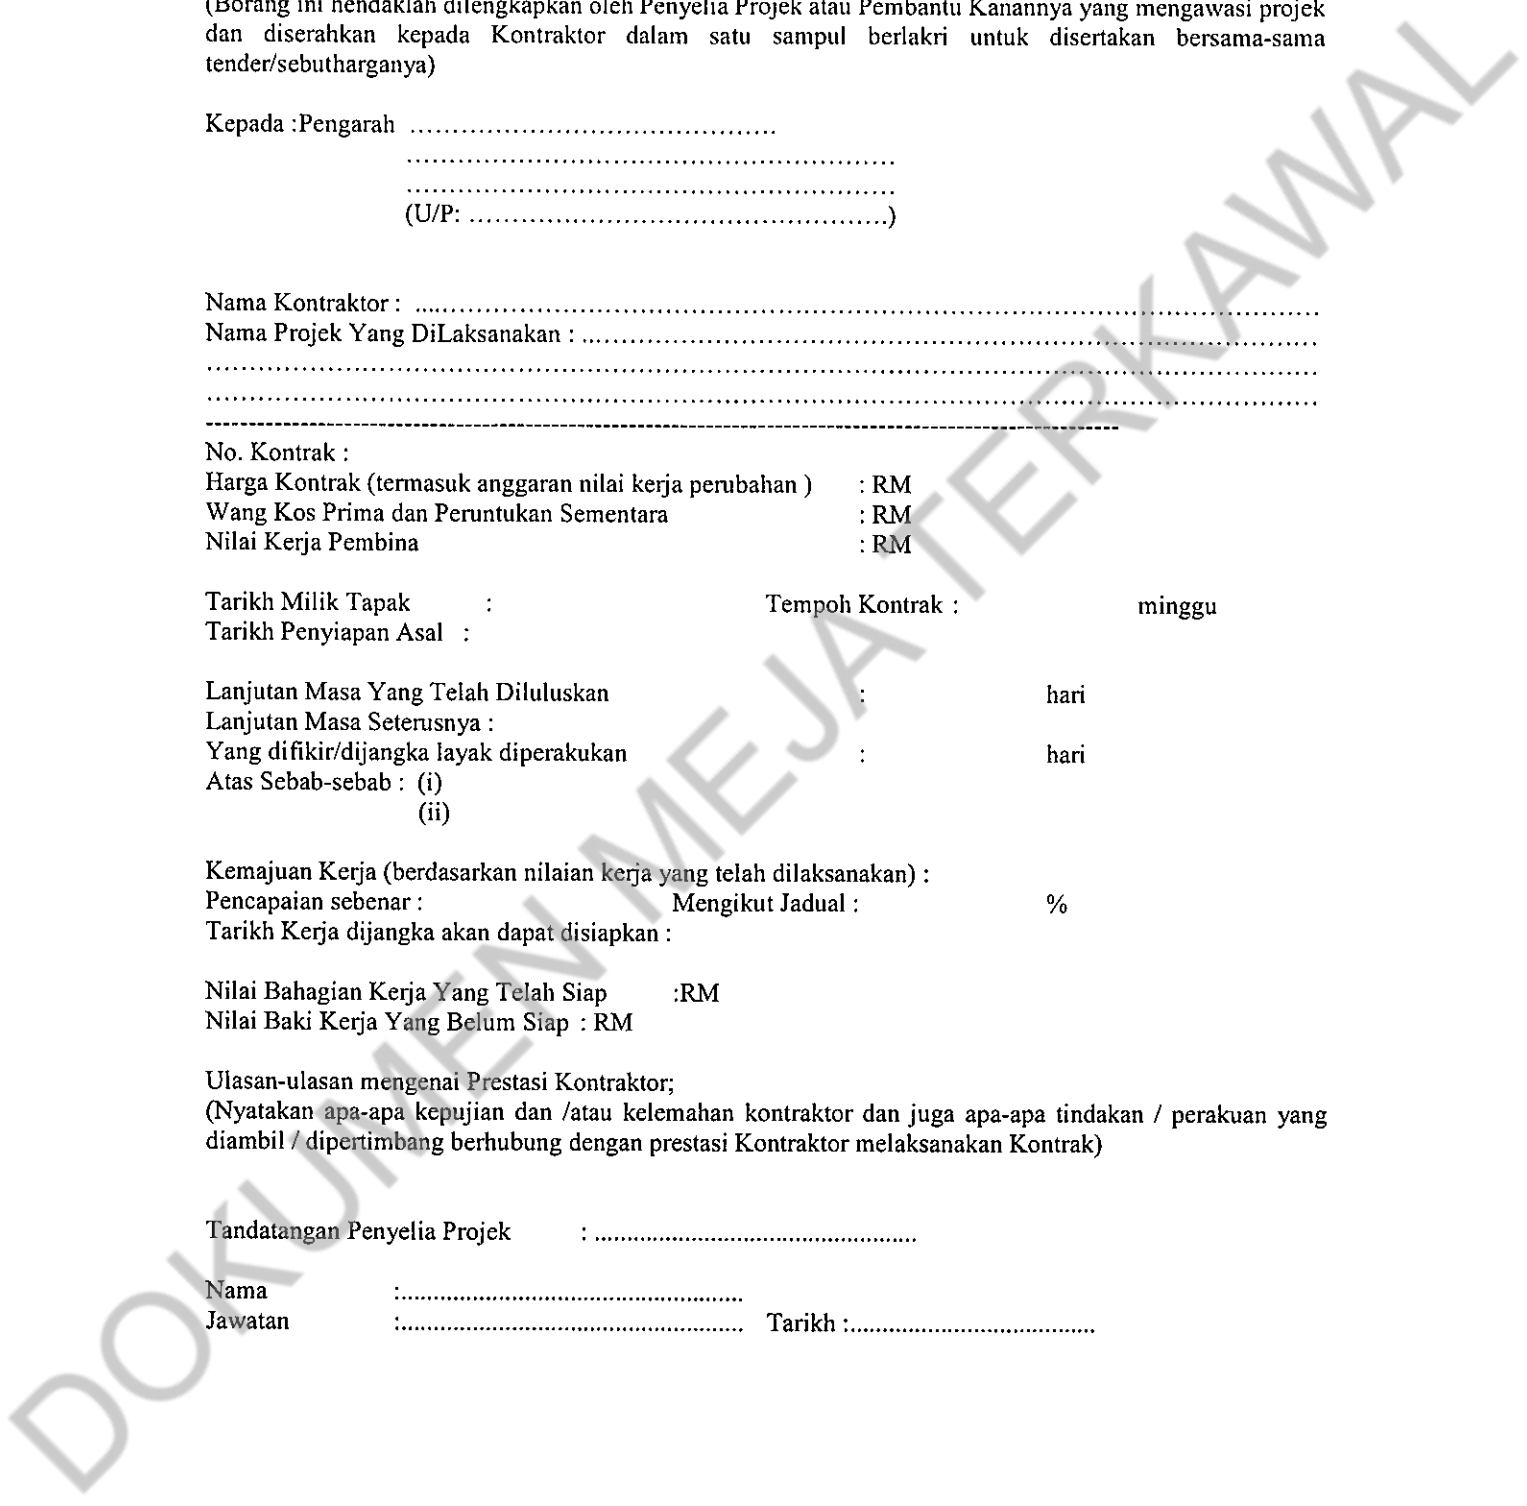 (Borang ini hendaklah dilengkapkan oleh Penyelia Projek atau Pembantu Kanannya yang mengawasi projek
dan diserahkan kepada Kontraktor dalam satu sampul berlakri untuk disertakan bersama-sama
tender/sebutharganya)
Kepada :Pengarah ...........................................
.........................................................
.........................................................
(U/P: .................................................)
Nama Kontraktor : ..........................................................................................................
Nama Projek Yang DiLaksanakan : ......................................................................................
..................................................................................................................................
..................................................................................................................................
--------------------------------------------------------------------------------------------------------------
No. Kontrak :
Harga Kontrak (termasuk anggaran nilai kerja perubahan ) : RM
Wang Kos Prima dan Peruntukan Sementara : RM
Nilai Kerja Pembina : RM
Tarikh Milik Tapak : Tempoh Kontrak : minggu
Tarikh Penyiapan Asal :
Lanjutan Masa Yang Telah Diluluskan : hari
Lanjutan Masa Seterusnya :
Yang difikir/dijangka layak diperakukan : hari
Atas Sebab-sebab : (i)
(ii)
Kemajuan Kerja (berdasarkan nilaian kerja yang telah dilaksanakan) :
Pencapaian sebenar : Mengikut Jadual : %
Tarikh Kerja dijangka akan dapat disiapkan :
Nilai Bahagian Kerja Yang Telah Siap :RM
Nilai Baki Kerja Yang Belum Siap : RM
Ulasan-ulasan mengenai Prestasi Kontraktor;
(Nyatakan apa-apa kepujian dan /atau kelemahan kontraktor dan juga apa-apa tindakan / perakuan yang
diambil / dipertimbang berhubung dengan prestasi Kontraktor melaksanakan Kontrak)
Tandatangan Penyelia Projek : .................................................
Nama :....................................................
Jawatan :.................................................... Tarikh :.....................................
DOKUMEN MEJA TERKAWAL